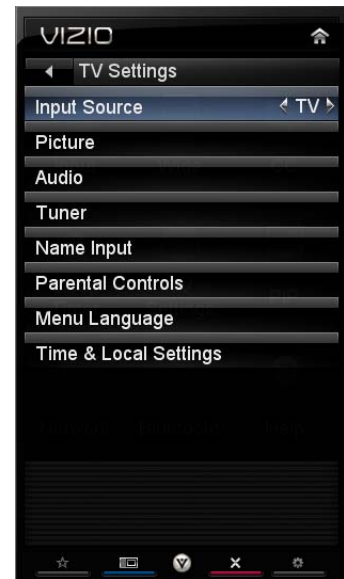 VIZIO
TV Settings
Input Source TV
Picture
Audio
Tuner
Name Input
Parental Controls
Menu Language
Time & Local Settings